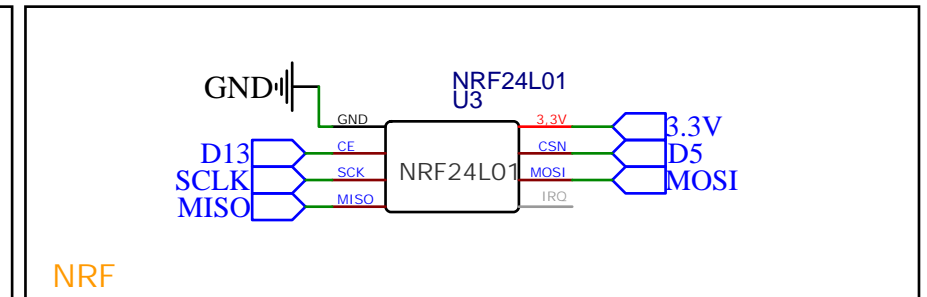 NRF24L01
U3
GND
GND
3,3V
3.3V
D13
CE
CSN
D5
SCLK
SCK
NRF24L01
MOSI
MOSI
MISO
MISO
IRQ
NRF